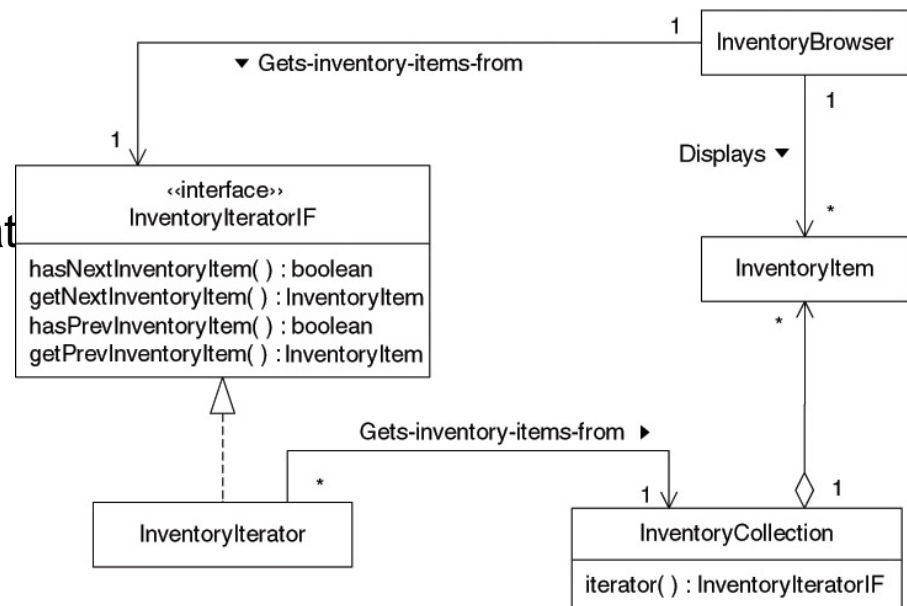 1
InventoryBrowser
▼ Gets-inventory-items-from
1
1
Displays ▼
‹‹interface››
InventoryIteratorIF
*
at
hasNextInventoryItem( ) : boolean
InventoryItem
getNextInventoryItem( ) : InventoryItem
hasPrevInventoryItem( ) : boolean
*
getPrevInventoryItem( ) : InventoryItem
Gets-inventory-items-from ▶
*
1
1
InventoryIterator
InventoryCollection
iterator( ) : InventoryIteratorIF